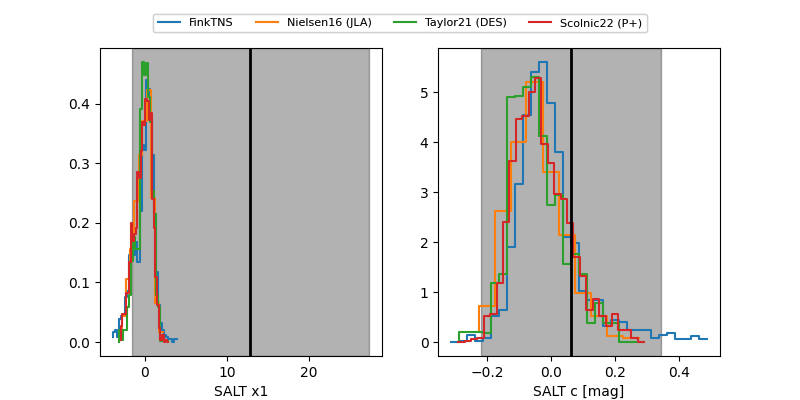 FinkTNS Nielsen16 (JLA) Taylor21 (DES) Scolnic22 (P+)
0.4
0.3
0.2
0.1
0.0
0 10 20
SALT x1
5
4
3
2
1
0
−0.2 0.0 0.2 0.4
SALT c [mag]